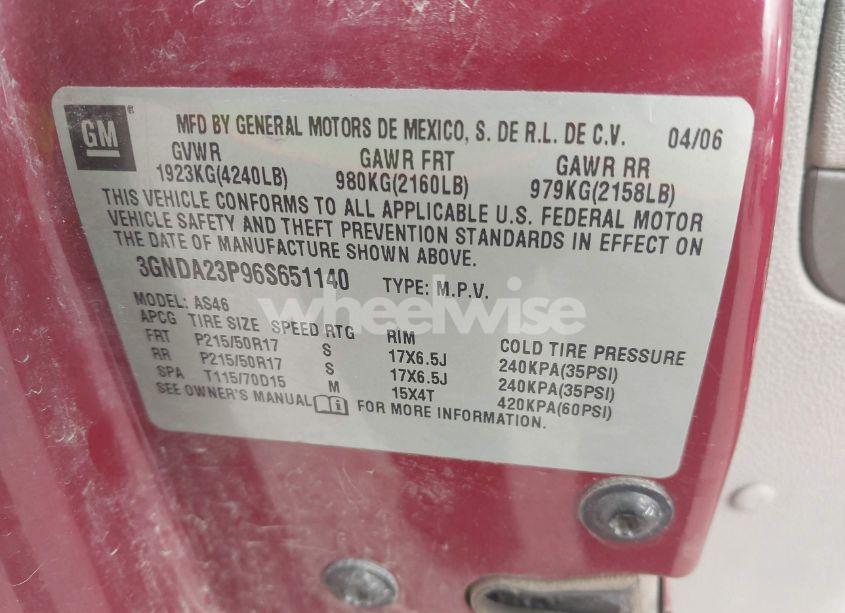 GM
MFD BY GENERAL MOTORS DE MEXICO, S. DE R.L. DE C.V. 04/06
GVWR GAWR FRT GAWR RR
1923KG(4240LB) 980KG(2160LB) 979KG(2158LB)
THIS VEHICLE CONFORMS TO ALL APPLICABLE U.S. FEDERAL MOTOR
VEHICLE SAFETY AND THEFT PREVENTION STANDARDS IN EFFECT ON
THE DATE OF MANUFACTURE SHOWN ABOVE.
3GNDA23P96S651140 TYPE: M.P.V.
wheelwise
MODEL: AS46
APCG TIRE SIZE SPEED RTG RIM COLD TIRE PRESSURE
FRT P215/50R17 S 17X6.5J 240KPA(35PSI)
RR P215/50R17 S 17X6.5J 240KPA(35PSI)
SPA T115/70D15 M 15X4T 420KPA(60PSI)
SEE OWNER'S MANUAL FOR MORE INFORMATION.